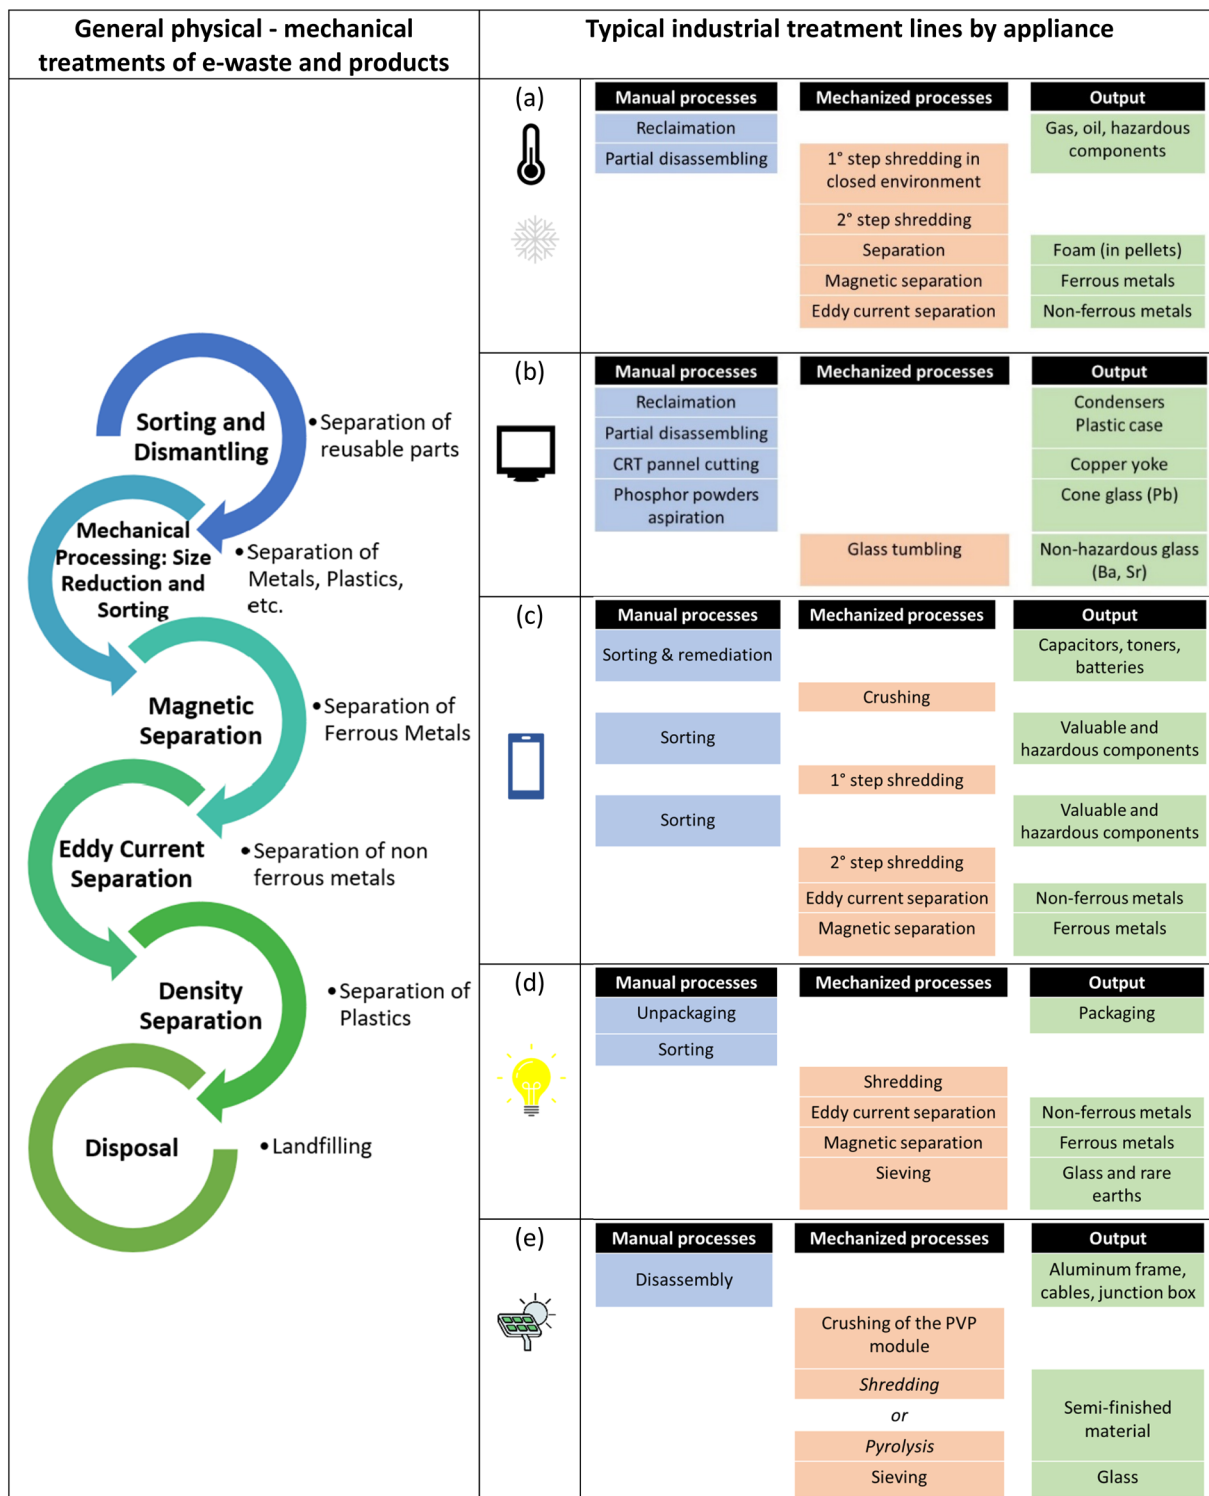 General physical - mechanical
treatments of e-waste and products
Typical industrial treatment lines by appliance
Sorting and
Dismantling
•Separation of
reusable parts
Mechanical
Processing: Size
Reduction and
Sorting
•Separation of
Metals, Plastics,
etc.
Magnetic
Separation
•Separation of
Ferrous Metals
Eddy Current
Separation
•Separation of non
ferrous metals
Density
Separation
•Separation of
Plastics
Disposal
•Landfilling
(a)
Manual processes
Mechanized processes
Output
Reclamation
Gas, oil, hazardous
components
Partial disassembling
1° step shredding in
closed environment
2° step shredding
Separation
Foam (in pellets)
Magnetic separation
Ferrous metals
Eddy current separation
Non-ferrous metals
(b)
Manual processes
Mechanized processes
Output
Reclaimation
Condensers
Plastic case
Partial disassembling
CRT pannel cutting
Copper yoke
Phosphor powders
aspiration
Cone glass (Pb)
Glass tumbling
Non-hazardous glass
(Ba, Sr)
(c)
Manual processes
Mechanized processes
Output
Sorting & remediation
Capacitors, toners,
batteries
Crushing
Sorting
Valuable and
hazardous components
1° step shredding
Sorting
Valuable and
hazardous components
2° step shredding
Eddy current separation
Non-ferrous metals
Magnetic separation
Ferrous metals
(d)
Manual processes
Mechanized processes
Output
Unpackaging
Packaging
Sorting
Shredding
Eddy current separation
Non-ferrous metals
Magnetic separation
Ferrous metals
Sieving
Glass and rare
earths
(e)
Manual processes
Mechanized processes
Output
Disassembly
Aluminum frame,
cables, junction box
Crushing of the PVP
module
Shredding
or
Pyrolysis
Semi-finished
material
Sieving
Glass